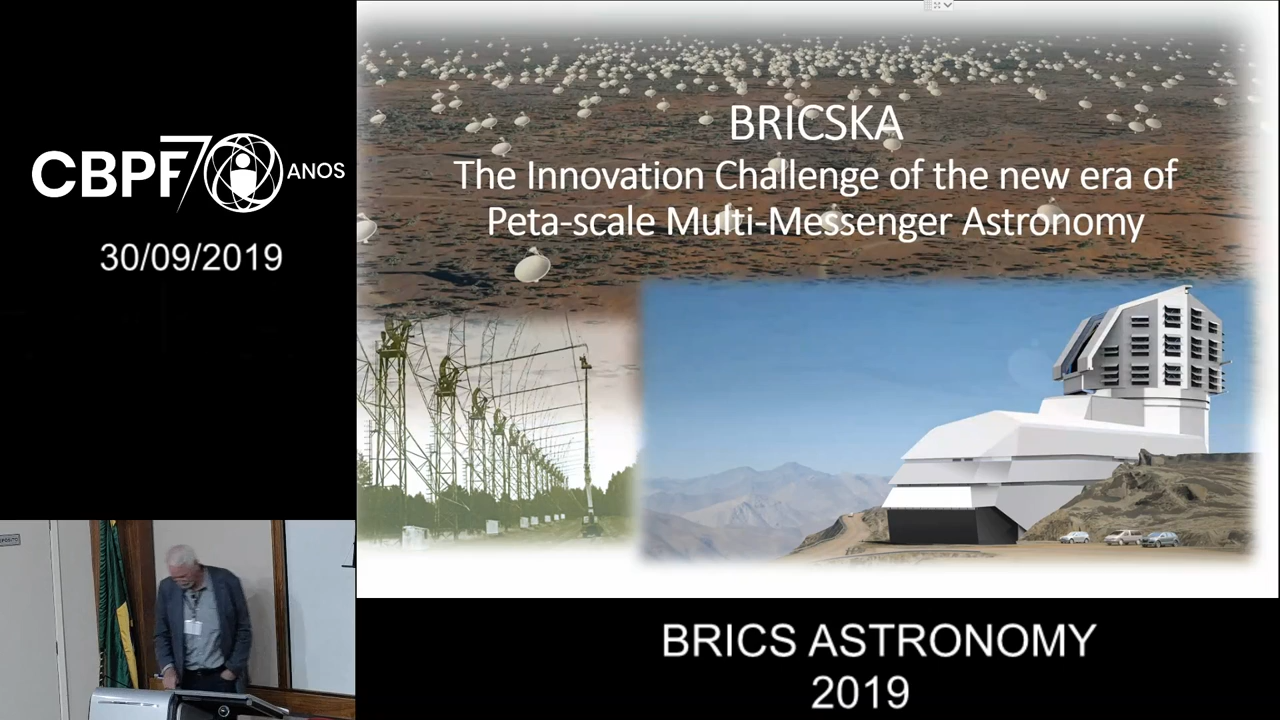 CBPF 70 ANOS
30/09/2019
BRICSKA
The Innovation Challenge of the new era of
Peta-scale Multi-Messenger Astronomy
BRICS ASTRONOMY
2019